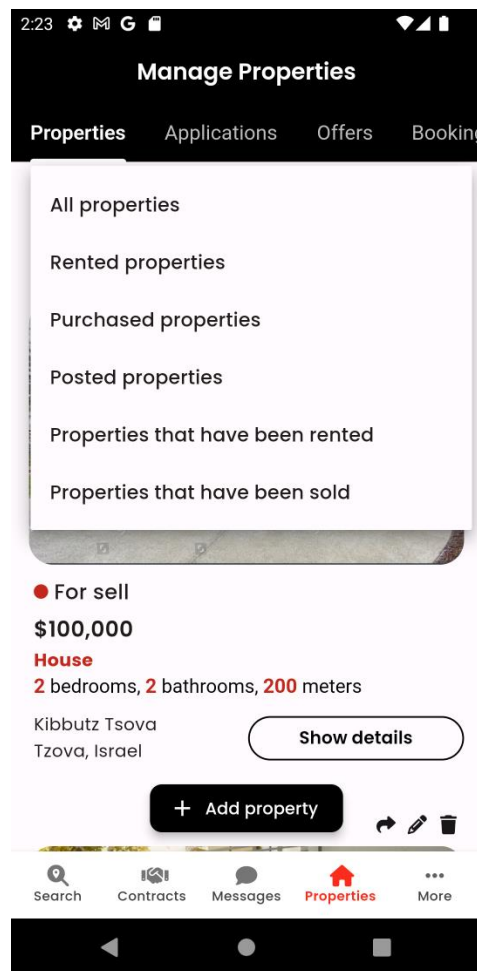 2:23
Manage Properties
Properties Applications Offers Booking
All properties
Rented properties
Purchased properties
Posted properties
Properties that have been rented
Properties that have been sold
For sell
$100,000
House
2 bedrooms, 2 bathrooms, 200 meters
Kibbutz Tsova
Tzova, Israel
Show details
+ Add property
Search Contracts Messages Properties More